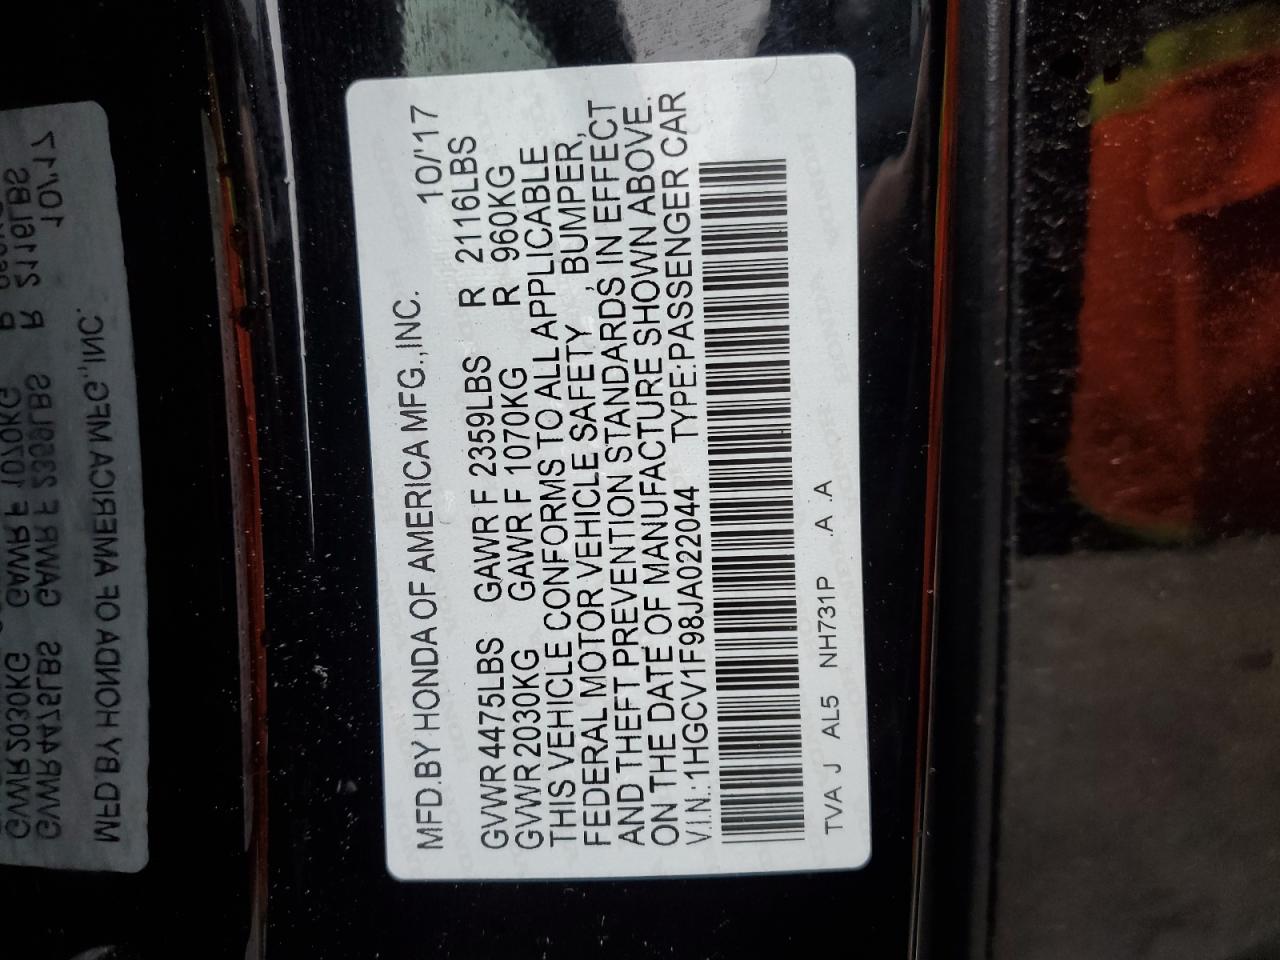 MFD.BY HONDA OF AMERICA MFG.,INC. 10/'17
GVWR 4475LBS GAWR F 2359LBS R 2116LBS
GVWR 2030KG GAWR F 1070KG R 960KG
THIS VEHICLE CONFORMS TO ALL APPLICABLE
FEDERAL MOTOR VEHICLE SAFETY , BUMPER,
AND THEFT PREVENTION STANDARDS IN EFFECT
ON THE DATE OF MANUFACTURE SHOWN ABOVE.
V.I.N.:1HGCV1F98JA022044 TYPE:PASSENGER CAR
TVA J AL5 NH731P .A .A